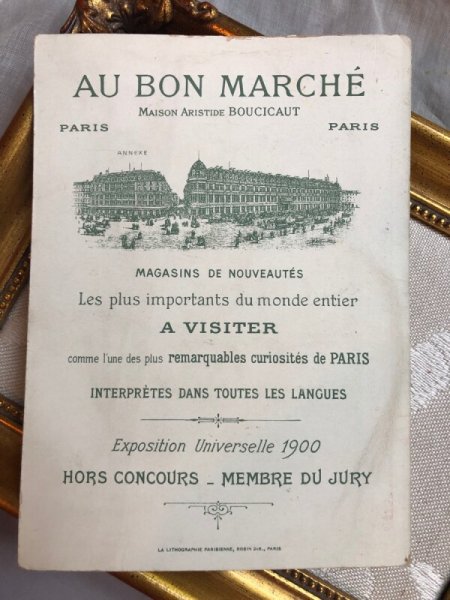 AU BON MARCHÉ
MAISON ARISTIDE BOUCICAUT
PARIS PARIS
ANNEXE
MAGASINS DE NOUVEAUTÉS
Les plus importants du monde entier
A VISITER
comme l'une des plus remarquables curiosités de PARIS
INTERPRÈTES DANS TOUTES LES LANGUES
Exposition Universelle 1900
HORS CONCOURS _ MEMBRE DU JURY
LA LITHOGRAPHIE PARISIENNE, ROBIN DIR., PARIS